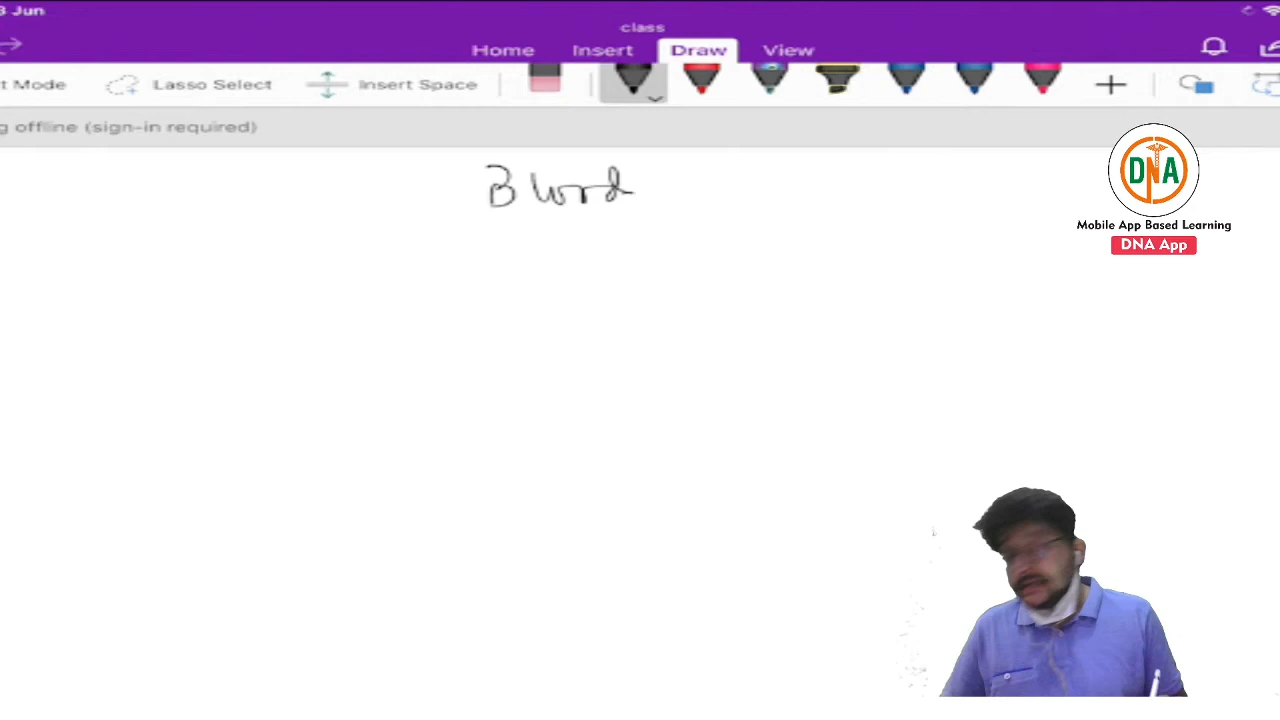 3 Jun
class
Home Insert Draw View
t Mode Lasso Select Insert Space
g offline (sign-in required)
Blood
DNA
Mobile App Based Learning
DNA App